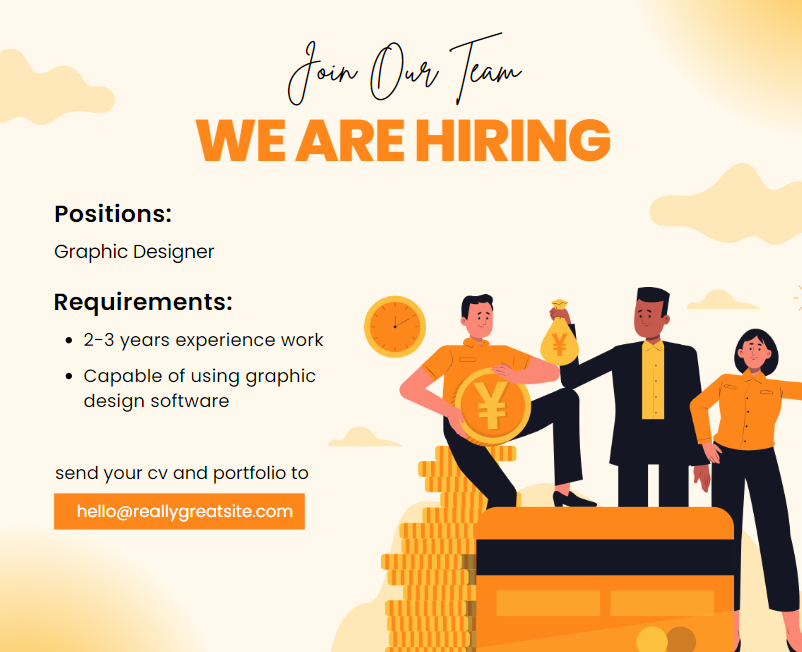 Join Our Team
WE ARE HIRING
Positions:
Graphic Designer
Requirements:
• 2-3 years experience work
• Capable of using graphic
design software
send your cv and portfolio to
hello@reallygreatsite.com
¥
¥